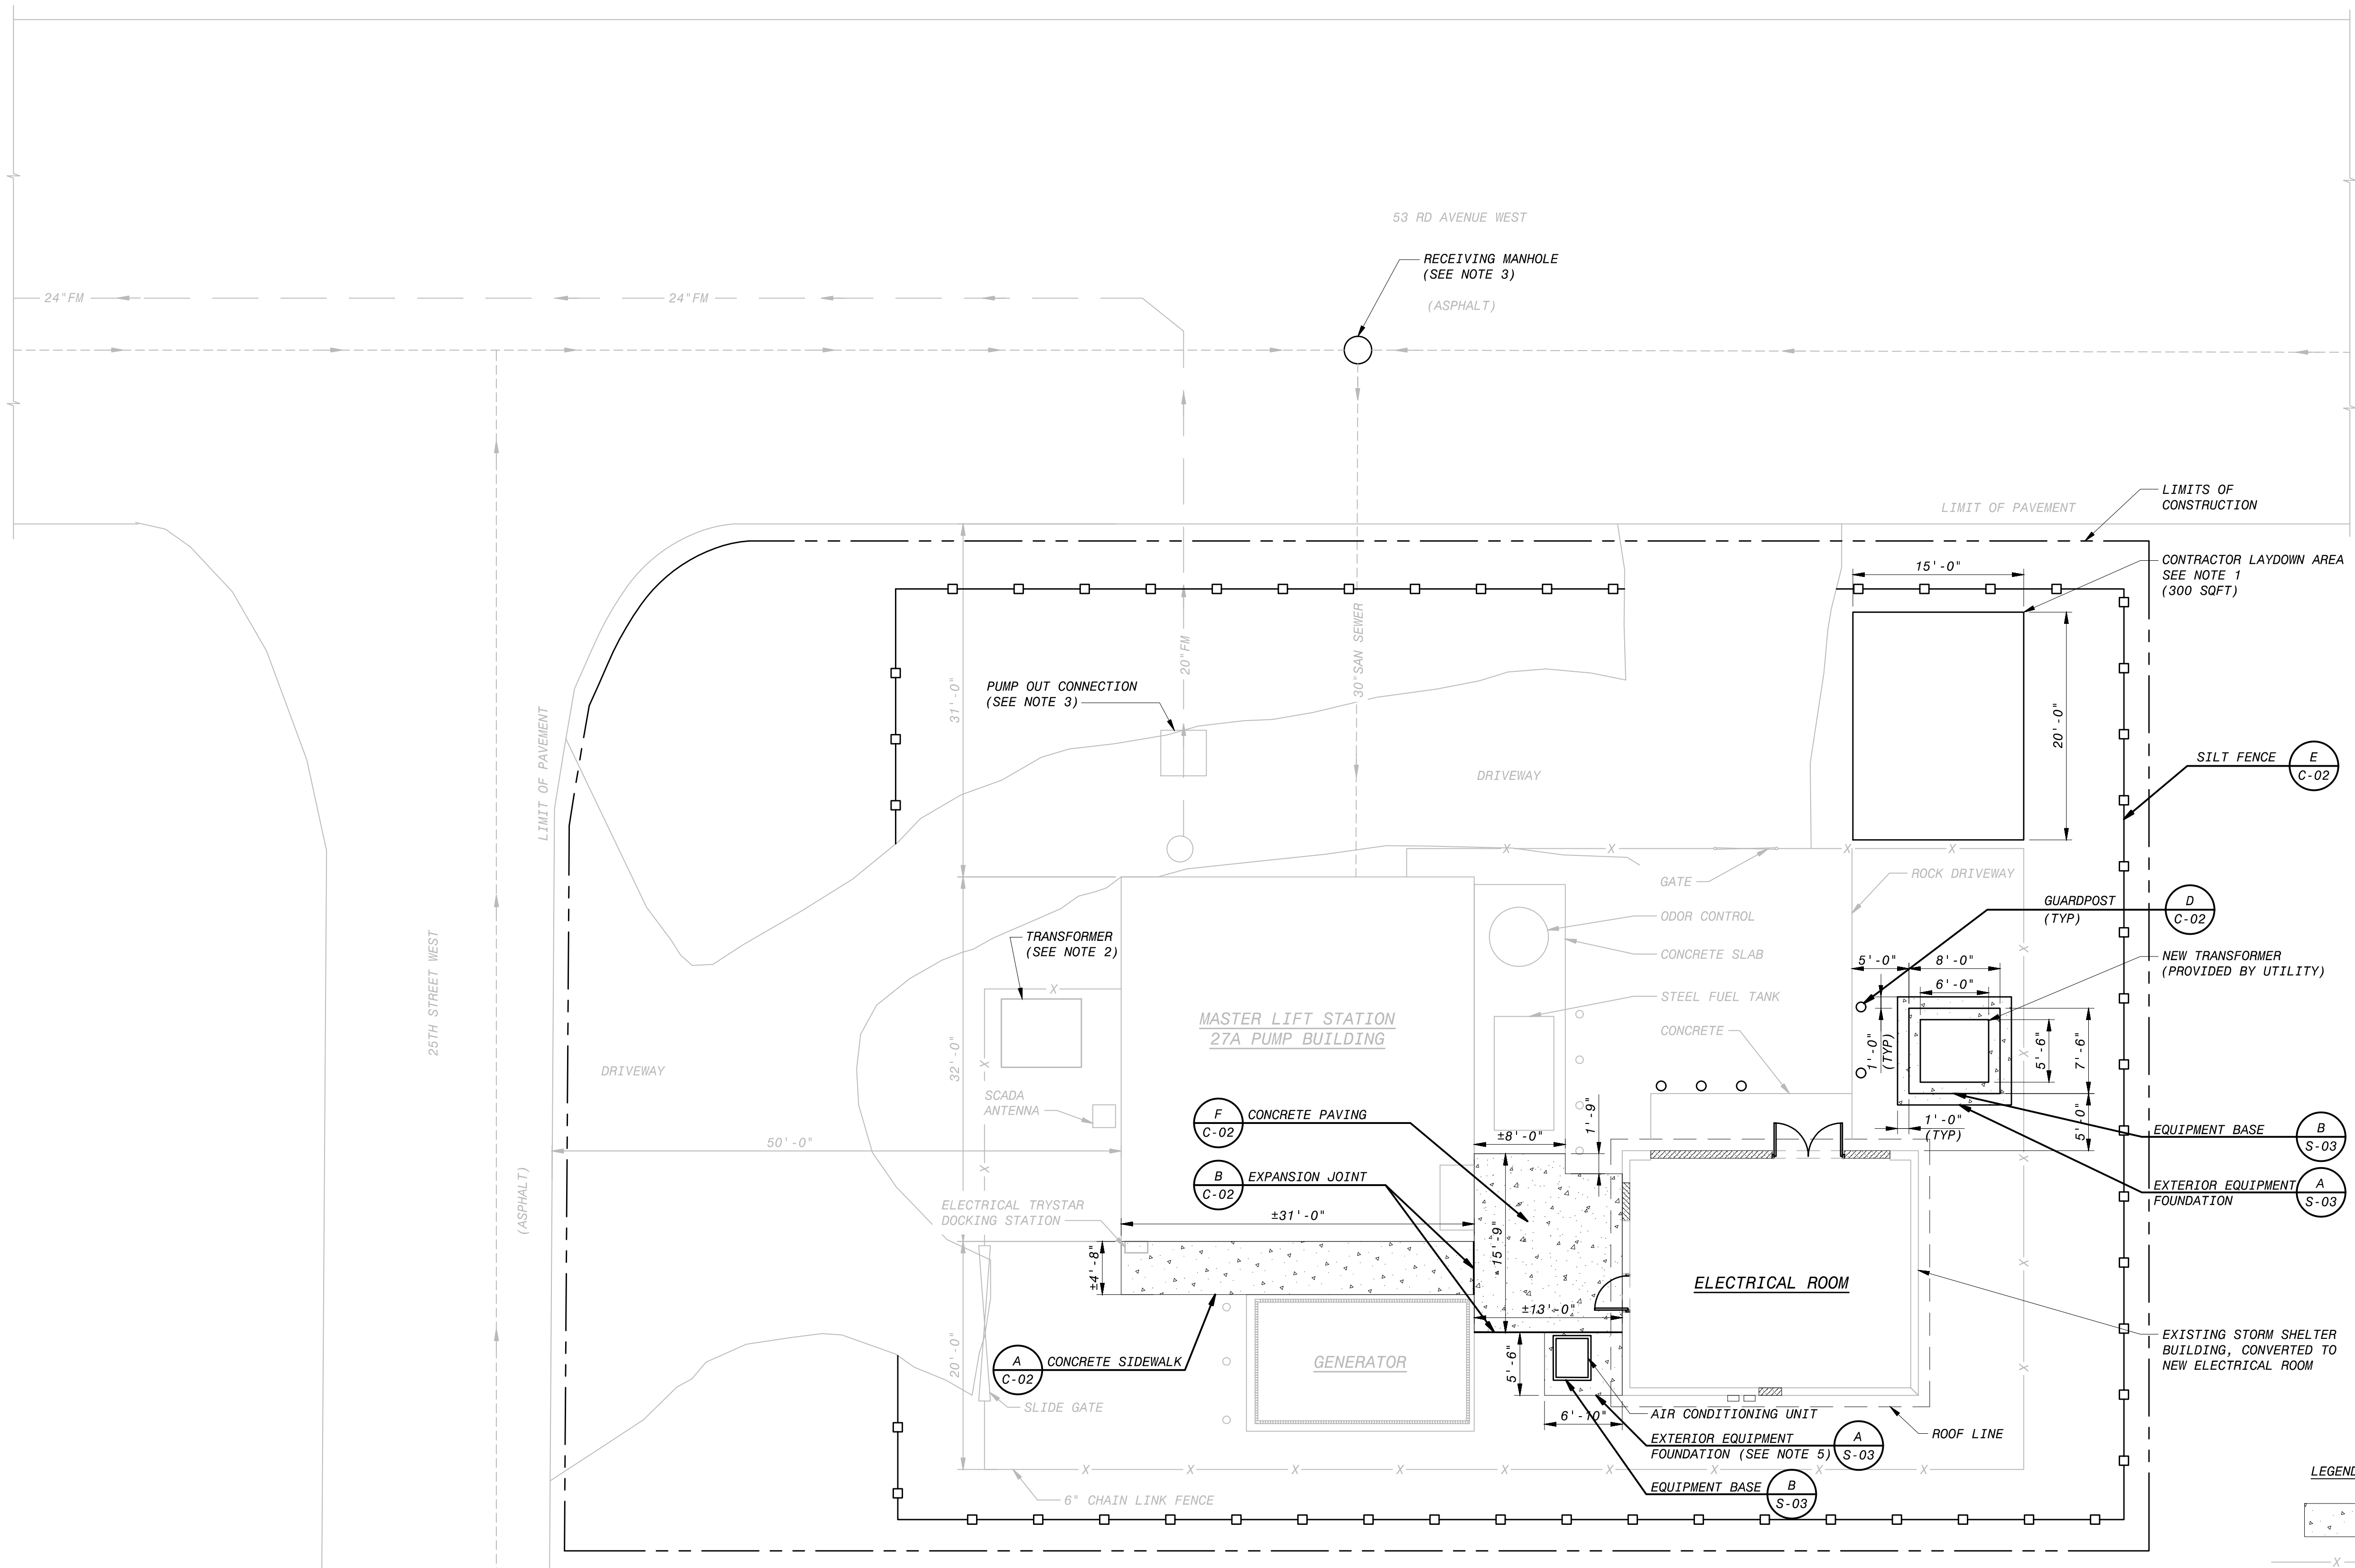 53 RD AVENUE WEST
RECEIVING MANHOLE
(SEE NOTE 3)
(ASPHALT)
24"FM
24"FM
LIMITS OF
CONSTRUCTION
LIMIT OF PAVEMENT
CONTRACTOR LAYDOWN AREA
SEE NOTE 1
(300 SQFT)
15'-0"
20'-0"
31'-0"
20"FM
30"SAN SEWER
PUMP OUT CONNECTION
(SEE NOTE 3)
LIMIT OF PAVEMENT
DRIVEWAY
SILT FENCE
E
C-02
X
X
X
X
GATE
ROCK DRIVEWAY
ODOR CONTROL
GUARDPOST
(TYP)
D
C-02
TRANSFORMER
(SEE NOTE 2)
25TH STREET WEST
CONCRETE SLAB
X
NEW TRANSFORMER
(PROVIDED BY UTILITY)
5'-0"
8'-0"
6'-0"
X
STEEL FUEL TANK
MASTER LIFT STATION
27A PUMP BUILDING
CONCRETE
1'-0"
(TYP)
5'-6"
7'-6"
X
X
32'-0"
DRIVEWAY
SCADA
ANTENNA
F
C-02
CONCRETE PAVING
1'-9"
±8'-0"
1'-0"
(TYP)
5'-0"
EQUIPMENT BASE
B
S-03
50'-0"
X
X
B
C-02
EXPANSION JOINT
EXTERIOR EQUIPMENT
FOUNDATION
A
S-03
(ASPHALT)
ELECTRICAL TRYSTAR
DOCKING STATION
±31'-0"
15'-9"
±4'-8"
X
ELECTRICAL ROOM
±13'-0"
EXISTING STORM SHELTER
BUILDING, CONVERTED TO
NEW ELECTRICAL ROOM
A
C-02
CONCRETE SIDEWALK
20'-0"
GENERATOR
5'-6"
X
SLIDE GATE
6'-10"
AIR CONDITIONING UNIT
ROOF LINE
EXTERIOR EQUIPMENT
FOUNDATION (SEE NOTE 5)
A
S-03
X
X
X
X
X
X
X
X
X
LEGEND
6" CHAIN LINK FENCE
EQUIPMENT BASE
B
S-03
X